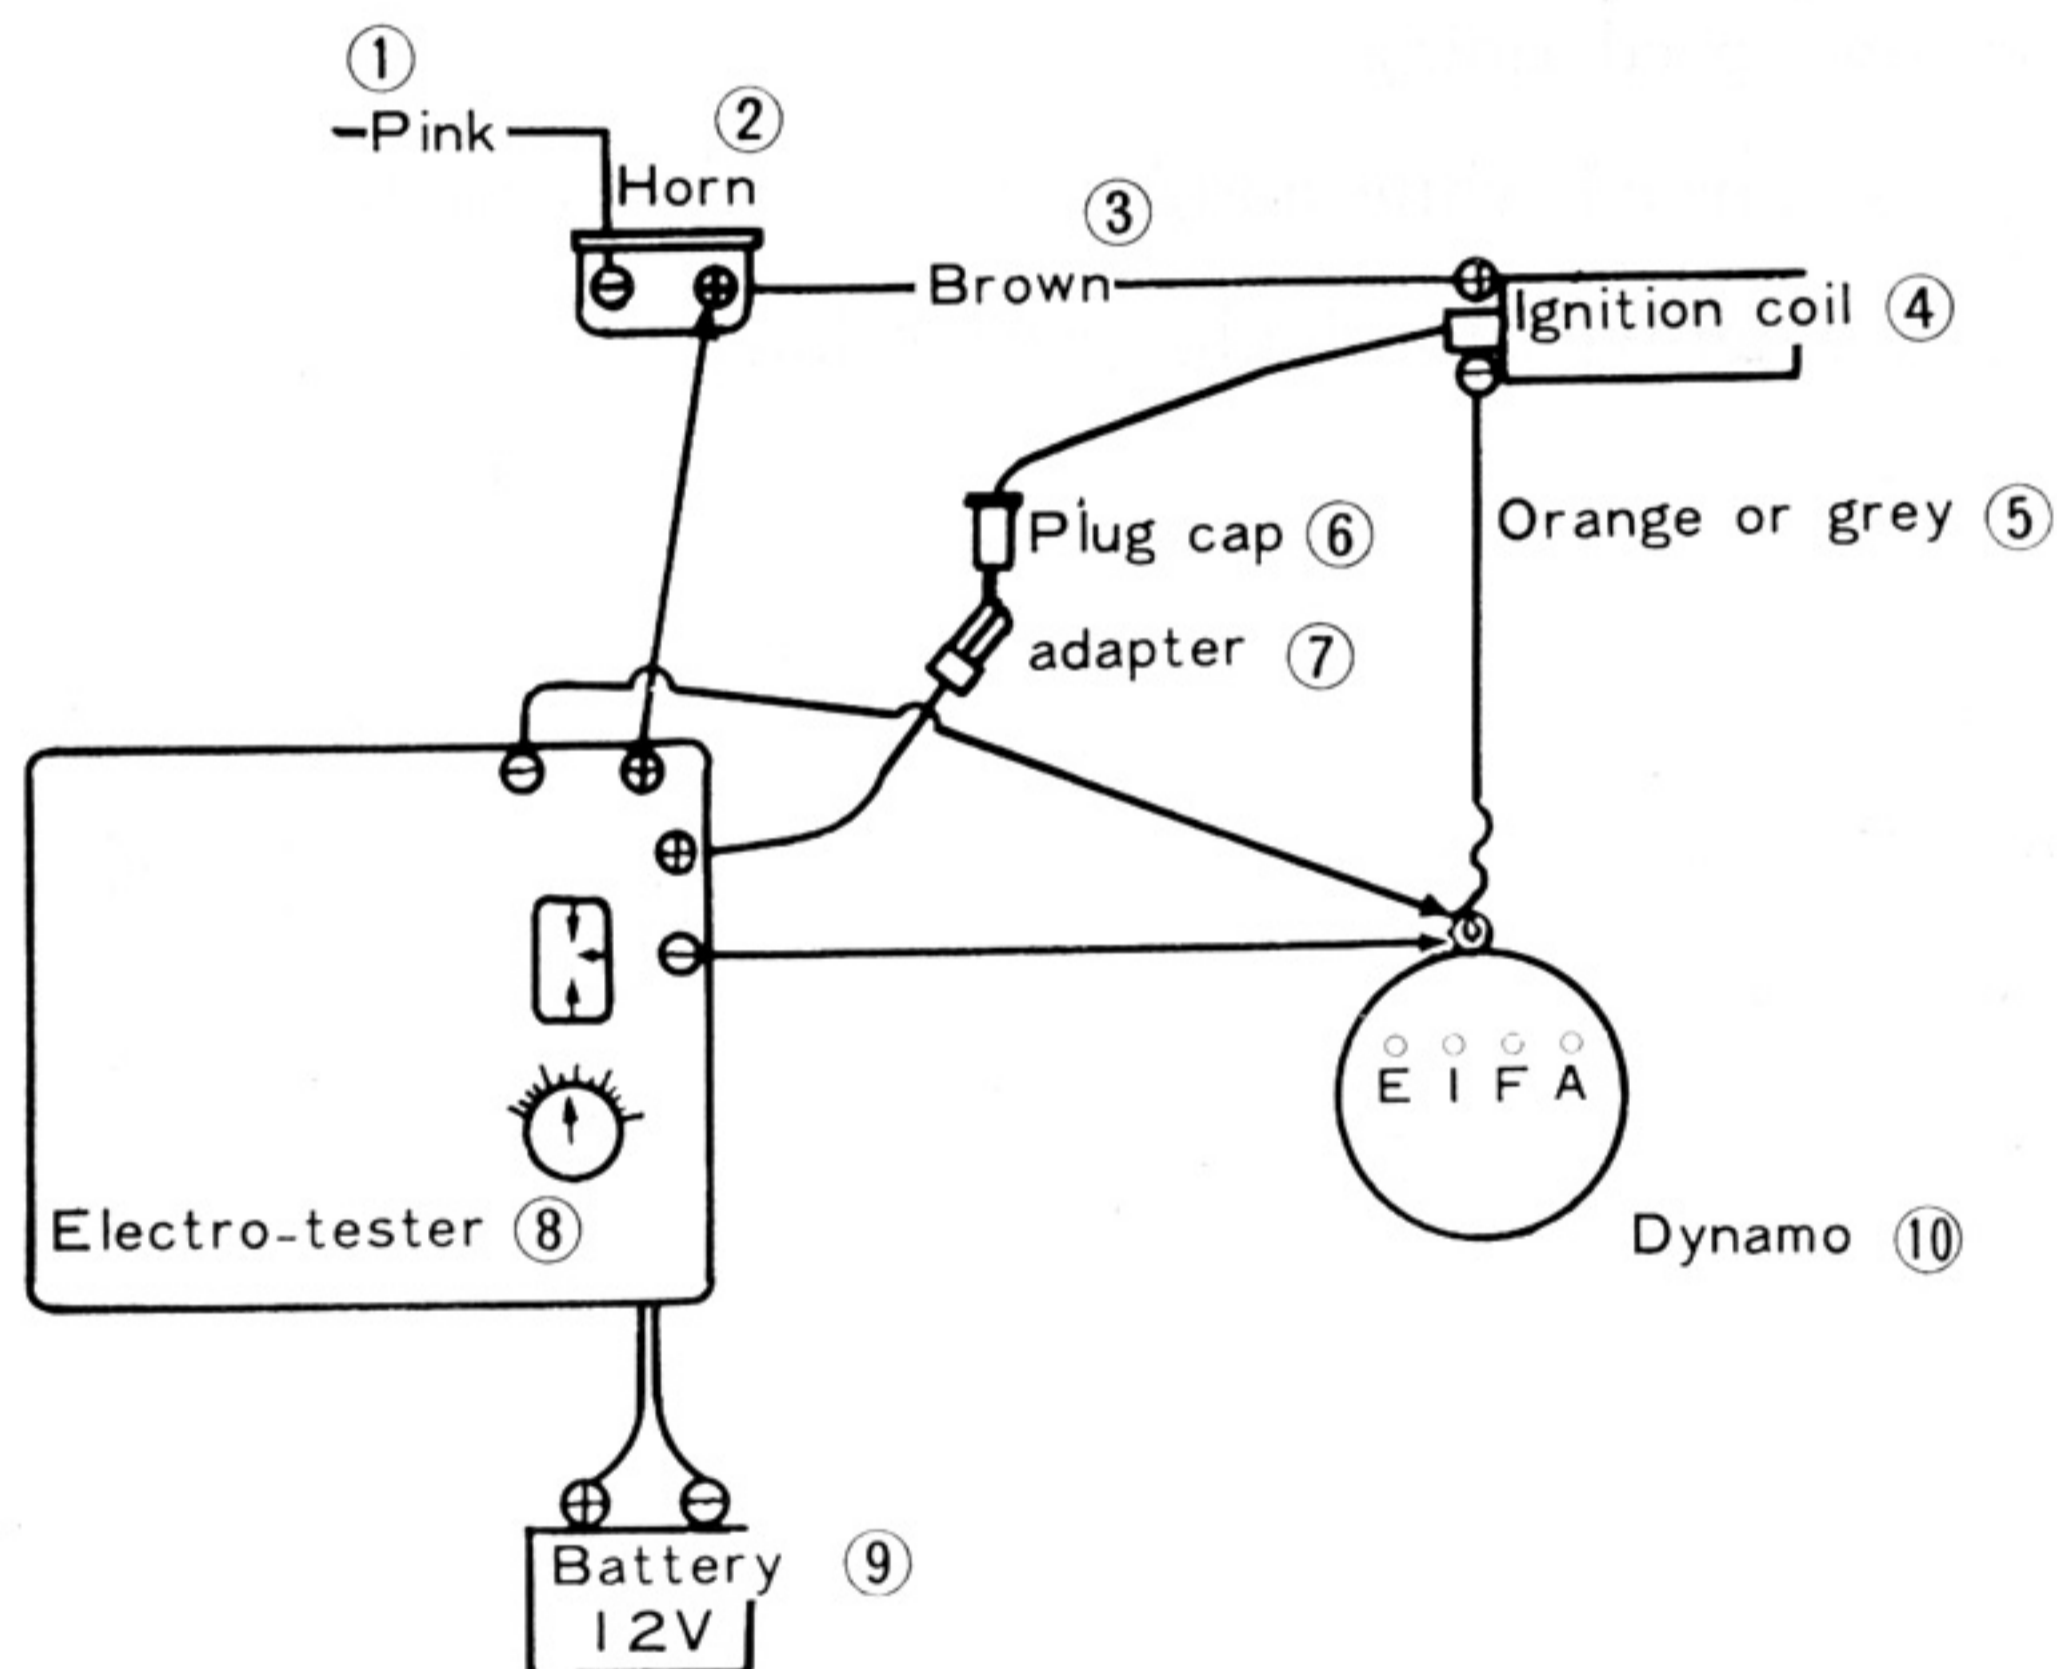 ①
Pink
②
Horn
③
Brown
Ignition coil ④
Plug cap ⑥
Orange or grey ⑤
adapter ⑦
E I F A
Electro-tester ⑧
Dynamo ⑩
Battery ⑨
12V